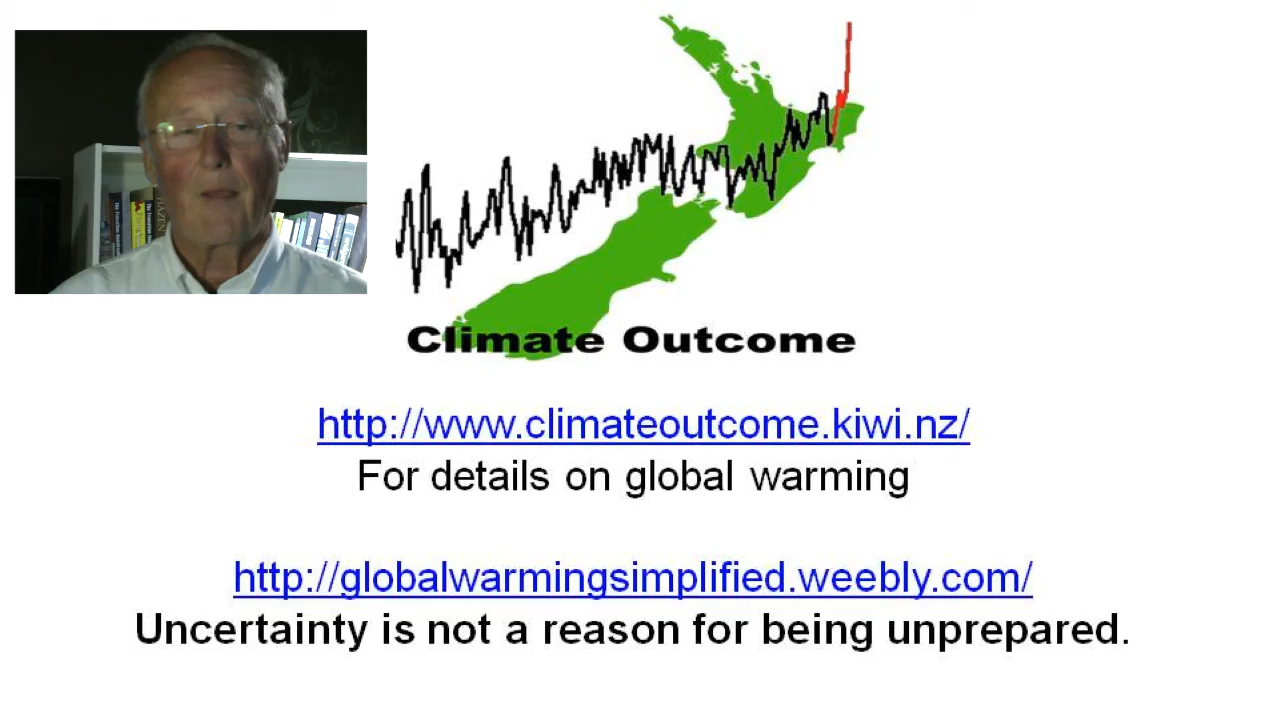 HAZEN
Climate Outcome
http://www.climateoutcome.kiwi.nz/
For details on global warming
http://globalwarmingsimplified.weebly.com/
Uncertainty is not a reason for being unprepared.